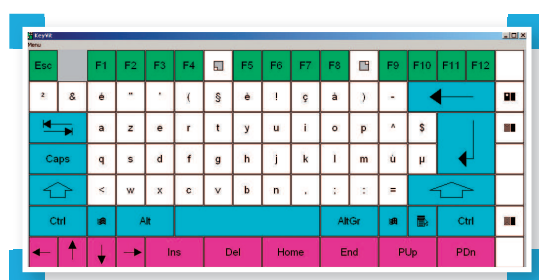 KeyVit
Menu
Esc F1 F2 F3 F4 F5 F6 F7 F8 F9 F10 F11 F12
² & é " ' ( § è ! ç à ) -
a z e r t y u i o p ^ $
Caps q s d f g h j k l m ù µ
< w x c v b n , ; : =
Ctrl Alt AltGr Ctrl
Ins Del Home End PUp PDn